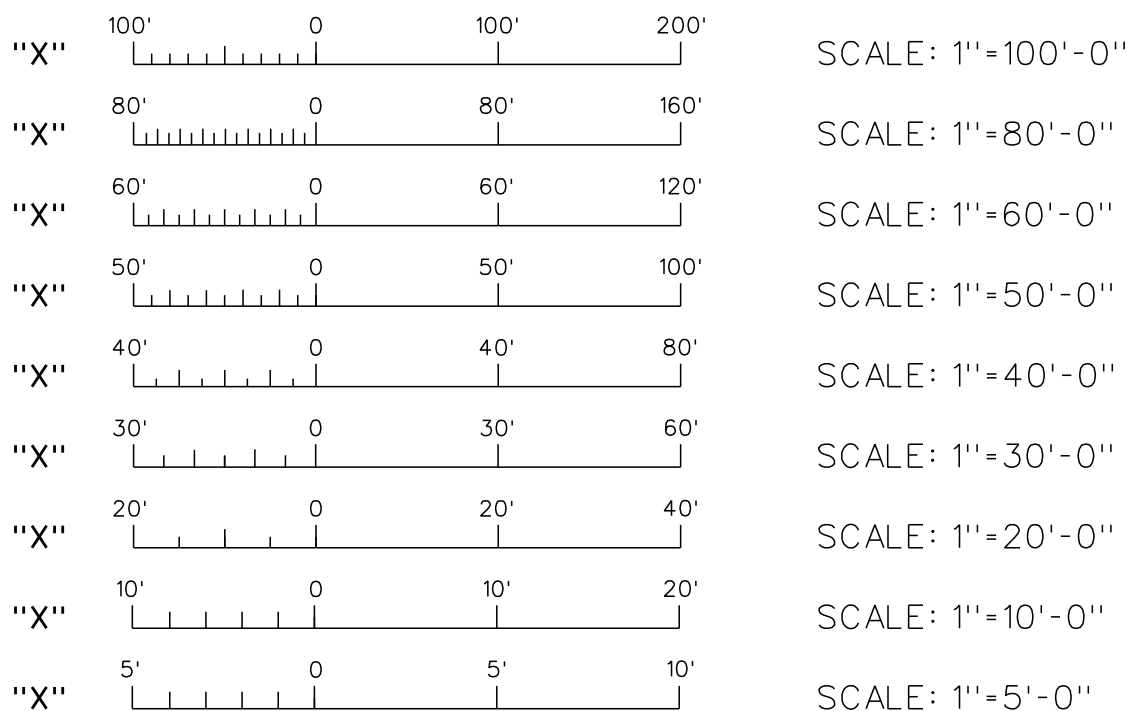 100' 0 100' 200'
"X" SCALE: 1"=100'-0"
80' 0 80' 160'
"X" SCALE: 1"=80'-0"
60' 0 60' 120'
"X" SCALE: 1"=60'-0"
50' 0 50' 100'
"X" SCALE: 1"=50'-0"
40' 0 40' 80'
"X" SCALE: 1"=40'-0"
30' 0 30' 60'
"X" SCALE: 1"=30'-0"
20' 0 20' 40'
"X" SCALE: 1"=20'-0"
10' 0 10' 20'
"X" SCALE: 1"=10'-0"
5' 0 5' 10'
"X" SCALE: 1"=5'-0"